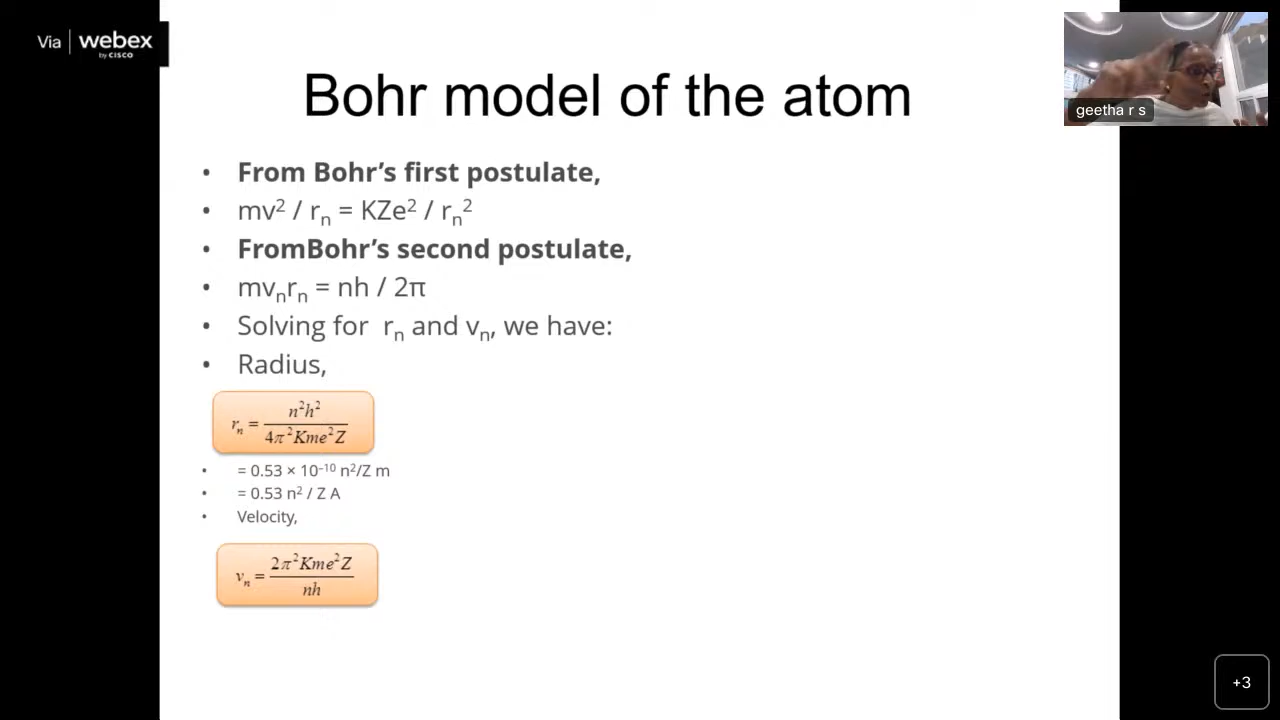 Via | webex
by CISCO
geetha r s
Bohr model of the atom
• From Bohr's first postulate,
• mv² / rₙ = KZe² / rₙ²
• FromBohr's second postulate,
• mvₙrₙ = nh / 2π
• Solving for rₙ and vₙ, we have:
• Radius,
rₙ = n²h² / 4π²Kme²Z
• = 0.53 × 10⁻¹⁰ n²/Z m
• = 0.53 n² / Z A
• Velocity,
vₙ = 2π²Kme²Z / nh
+3